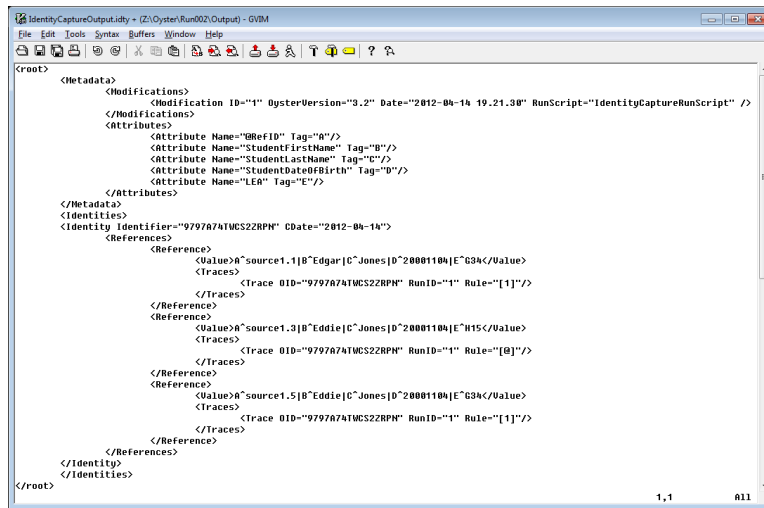 IdentityCaptureOutput.idty + (Z:\Oyster\Run002\Output) - GVIM
File Edit Tools Syntax Buffers Window Help
<root>
<Metadata>
<Modifications>
<Modification ID="1" OysterVersion="3.2" Date="2012-04-14 19.21.30" RunScript="IdentityCaptureRunScript" />
</Modifications>
<Attributes>
<Attribute Name="@RefID" Tag="A"/>
<Attribute Name="StudentFirstName" Tag="B"/>
<Attribute Name="StudentLastName" Tag="C"/>
<Attribute Name="StudentDateOfBirth" Tag="D"/>
<Attribute Name="LEA" Tag="E"/>
</Attributes>
</Metadata>
<Identities>
<Identity Identifier="9797A74TWCS2ZRPN" CDate="2012-04-14">
<References>
<Reference>
<Value>A^source1.1|B^Edgar|C^Jones|D^20001104|E^G34</Value>
<Traces>
<Trace OID="9797A74TWCS2ZRPN" RunID="1" Rule="[1]"/>
</Traces>
</Reference>
<Reference>
<Value>A^source1.3|B^Eddie|C^Jones|D^20001104|E^H15</Value>
<Traces>
<Trace OID="9797A74TWCS2ZRPN" RunID="1" Rule="[@]"/>
</Traces>
</Reference>
<Reference>
<Value>A^source1.5|B^Eddie|C^Jones|D^20001104|E^G34</Value>
<Traces>
<Trace OID="9797A74TWCS2ZRPN" RunID="1" Rule="[1]"/>
</Traces>
</Reference>
</References>
</Identity>
</Identities>
</root>
1,1 All